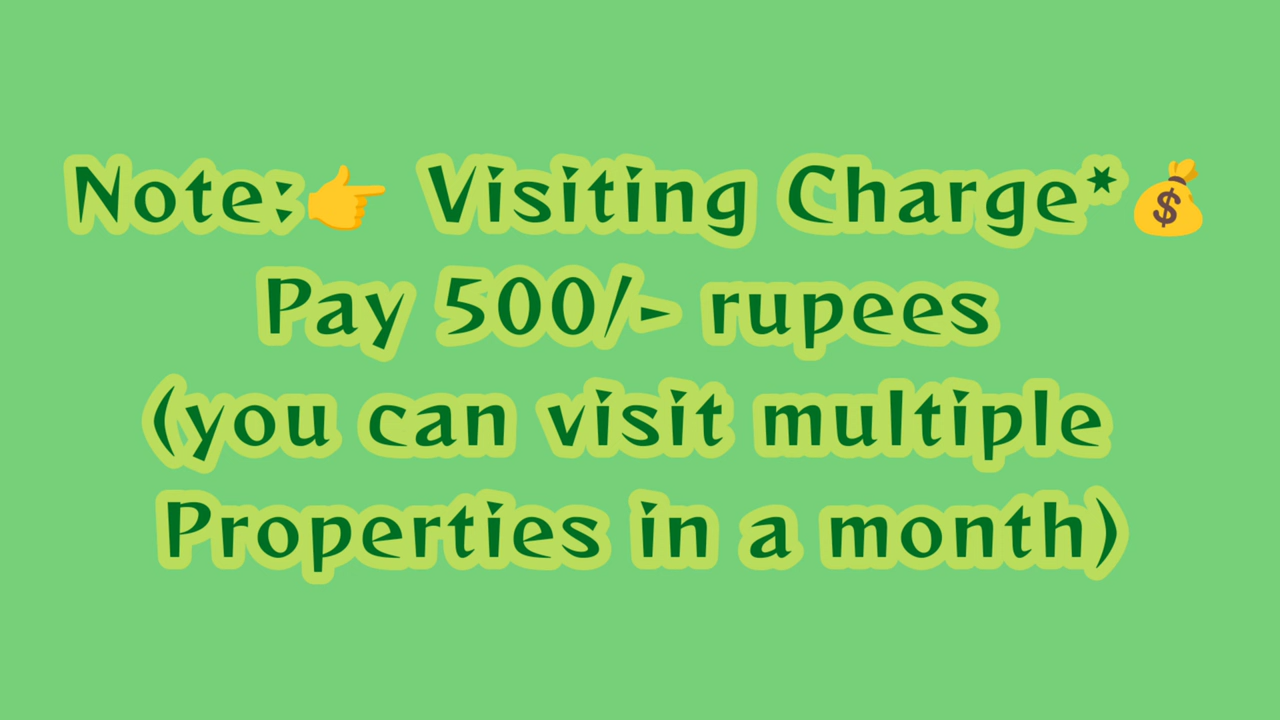 Note:👉 Visiting Charge*💰
Pay 500/- rupees
(you can visit multiple
Properties in a month)